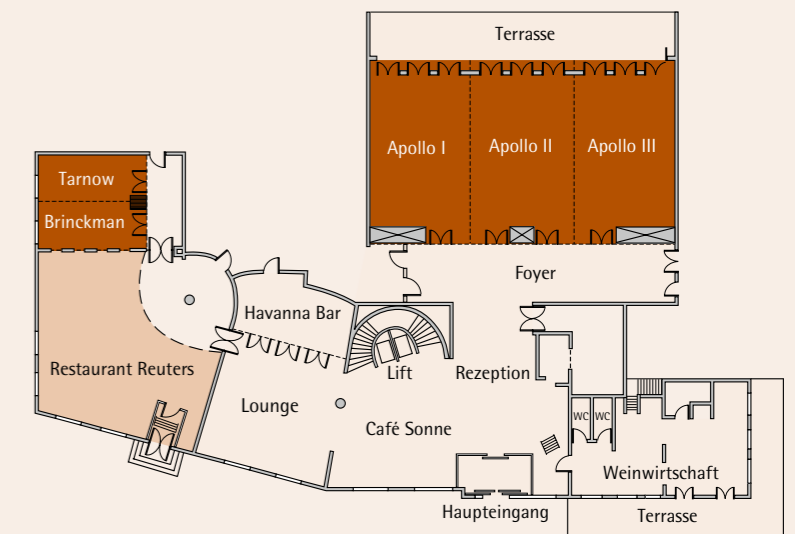 Terrasse
Apollo I
Apollo II
Apollo III
Tarnow
Brinckman
Foyer
Havanna Bar
Restaurant Reuters
Lift
Rezeption
Lounge
Café Sonne
WC
WC
Weinwirtschaft
Haupteingang
Terrasse